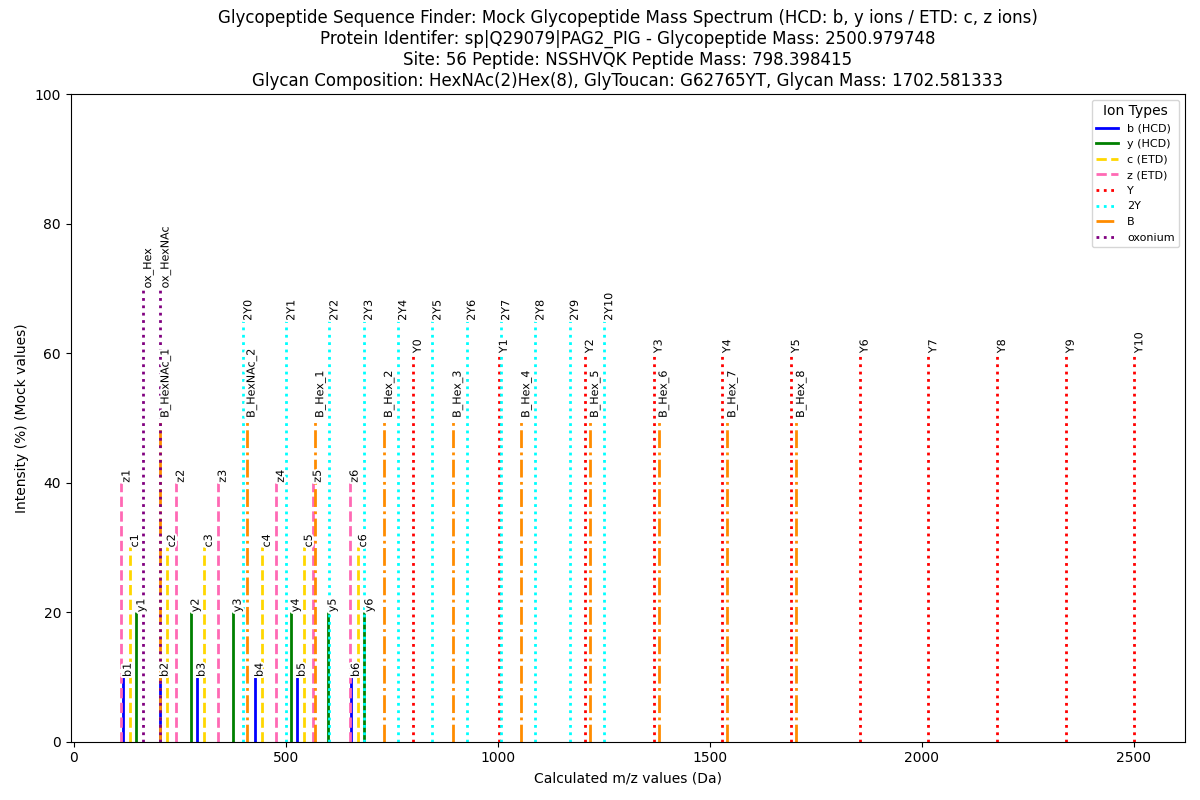 Glycopeptide Sequence Finder: Mock Glycopeptide Mass Spectrum (HCD: b, y ions / ETD: c, z ions)
Protein Identifer: sp|Q29079|PAG2_PIG - Glycopeptide Mass: 2500.979748
Site: 56 Peptide: NSSHVQK Peptide Mass: 798.398415
Glycan Composition: HexNAc(2)Hex(8), GlyToucan: G62765YT, Glycan Mass: 1702.581333
Ion Types
b (HCD)
y (HCD)
c (ETD)
z (ETD)
Y
2Y
B
oxonium
Intensity (%) (Mock values)
100
80
60
40
20
0
ox_Hex
ox_HexNAc
2Y0
2Y1
2Y2
2Y3
2Y4
2Y5
2Y6
2Y7
2Y8
2Y9
2Y10
Y0
Y1
Y2
Y3
Y4
Y5
Y6
Y7
Y8
Y9
Y10
B_HexNAc_1
B_HexNAc_2
B_Hex_1
B_Hex_2
B_Hex_3
B_Hex_4
B_Hex_5
B_Hex_6
B_Hex_7
B_Hex_8
z1
z2
z3
z4
z5
z6
c1
c2
c3
c4
c5
c6
y1
y2
y3
y4
y5
y6
b1
b2
b3
b4
b5
b6
0
500
1000
1500
2000
2500
Calculated m/z values (Da)